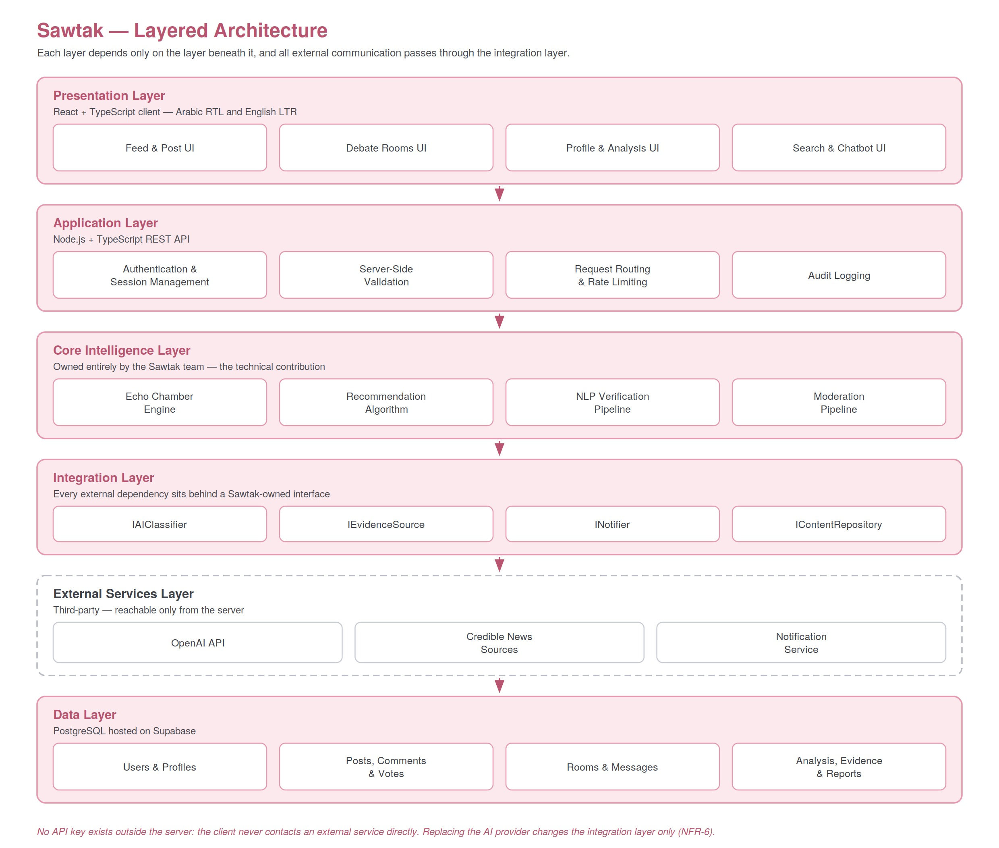 Sawtak — Layered Architecture
Each layer depends only on the layer beneath it, and all external communication passes through the integration layer.
Presentation Layer
React + TypeScript client — Arabic RTL and English LTR
Feed & Post UI
Debate Rooms UI
Profile & Analysis UI
Search & Chatbot UI
Application Layer
Node.js + TypeScript REST API
Authentication &
Session Management
Server-Side
Validation
Request Routing
& Rate Limiting
Audit Logging
Core Intelligence Layer
Owned entirely by the Sawtak team — the technical contribution
Echo Chamber
Engine
Recommendation
Algorithm
NLP Verification
Pipeline
Moderation
Pipeline
Integration Layer
Every external dependency sits behind a Sawtak-owned interface
IAIClassifier
IEvidenceSource
INotifier
IContentRepository
External Services Layer
Third-party — reachable only from the server
OpenAI API
Credible News
Sources
Notification
Service
Data Layer
PostgreSQL hosted on Supabase
Users & Profiles
Posts, Comments
& Votes
Rooms & Messages
Analysis, Evidence
& Reports
No API key exists outside the server: the client never contacts an external service directly. Replacing the AI provider changes the integration layer only (NFR-6).